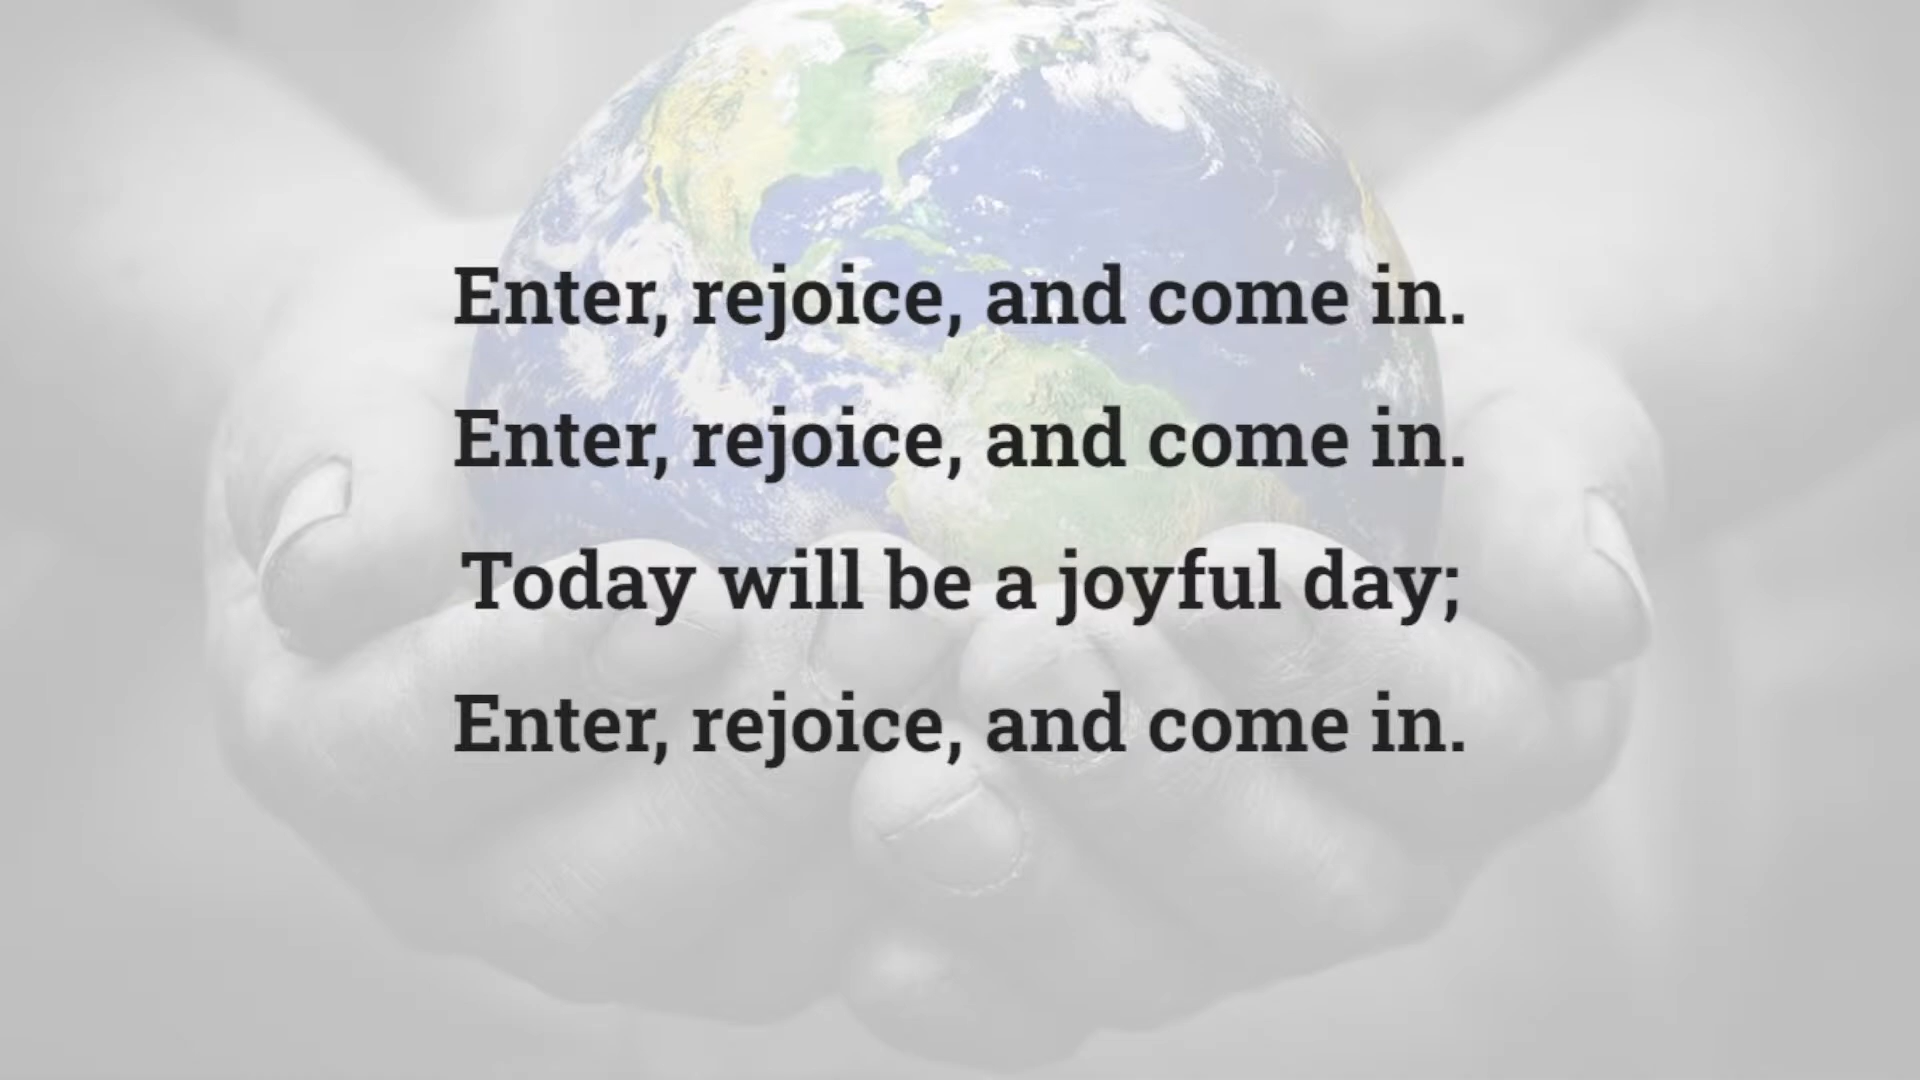 Enter, rejoice, and come in.
Enter, rejoice, and come in.
Today will be a joyful day;
Enter, rejoice, and come in.